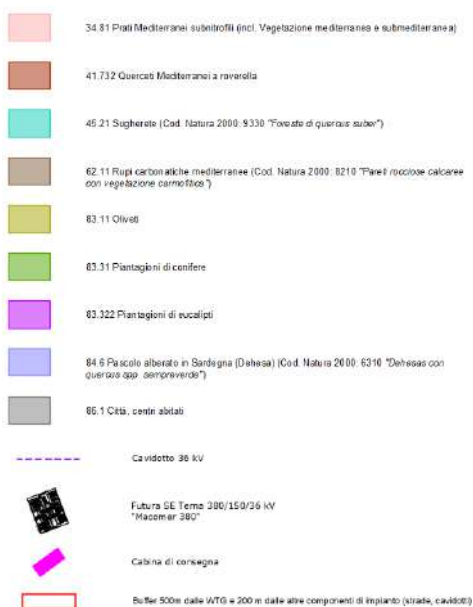 34.81 Prati Mediterranei subnitrofili (incl. Vegetazione mediterranea e submediterranea)
41.732 Querceti Mediterranei a roverella
45.21 Sugherete (Cod. Natura 2000: 9330 "Foreste di quercus suber")
62.11 Rupi carbonatiche mediterranee (Cod. Natura 2000: 8210 "Pareti rocciose calcaree
con vegetazione carmofitica")
83.11 Oliveti
83.31 Piantagioni di conifere
83.322 Piantagioni di eucalipti
84.6 Pascolo alberato in Sardegna (Dehesa) (Cod. Natura 2000: 6310 "Dehesas con
quercus spp. sempreverde")
86.1 Città, centri abitati
Cavidotto 36 kV
Futura SE Terna 380/150/36 kV
"Macomer 380"
Cabina di consegna
Buffer 500m dalle WTG e 200 m dalle altre componenti di impianto (strade, cavidotti)